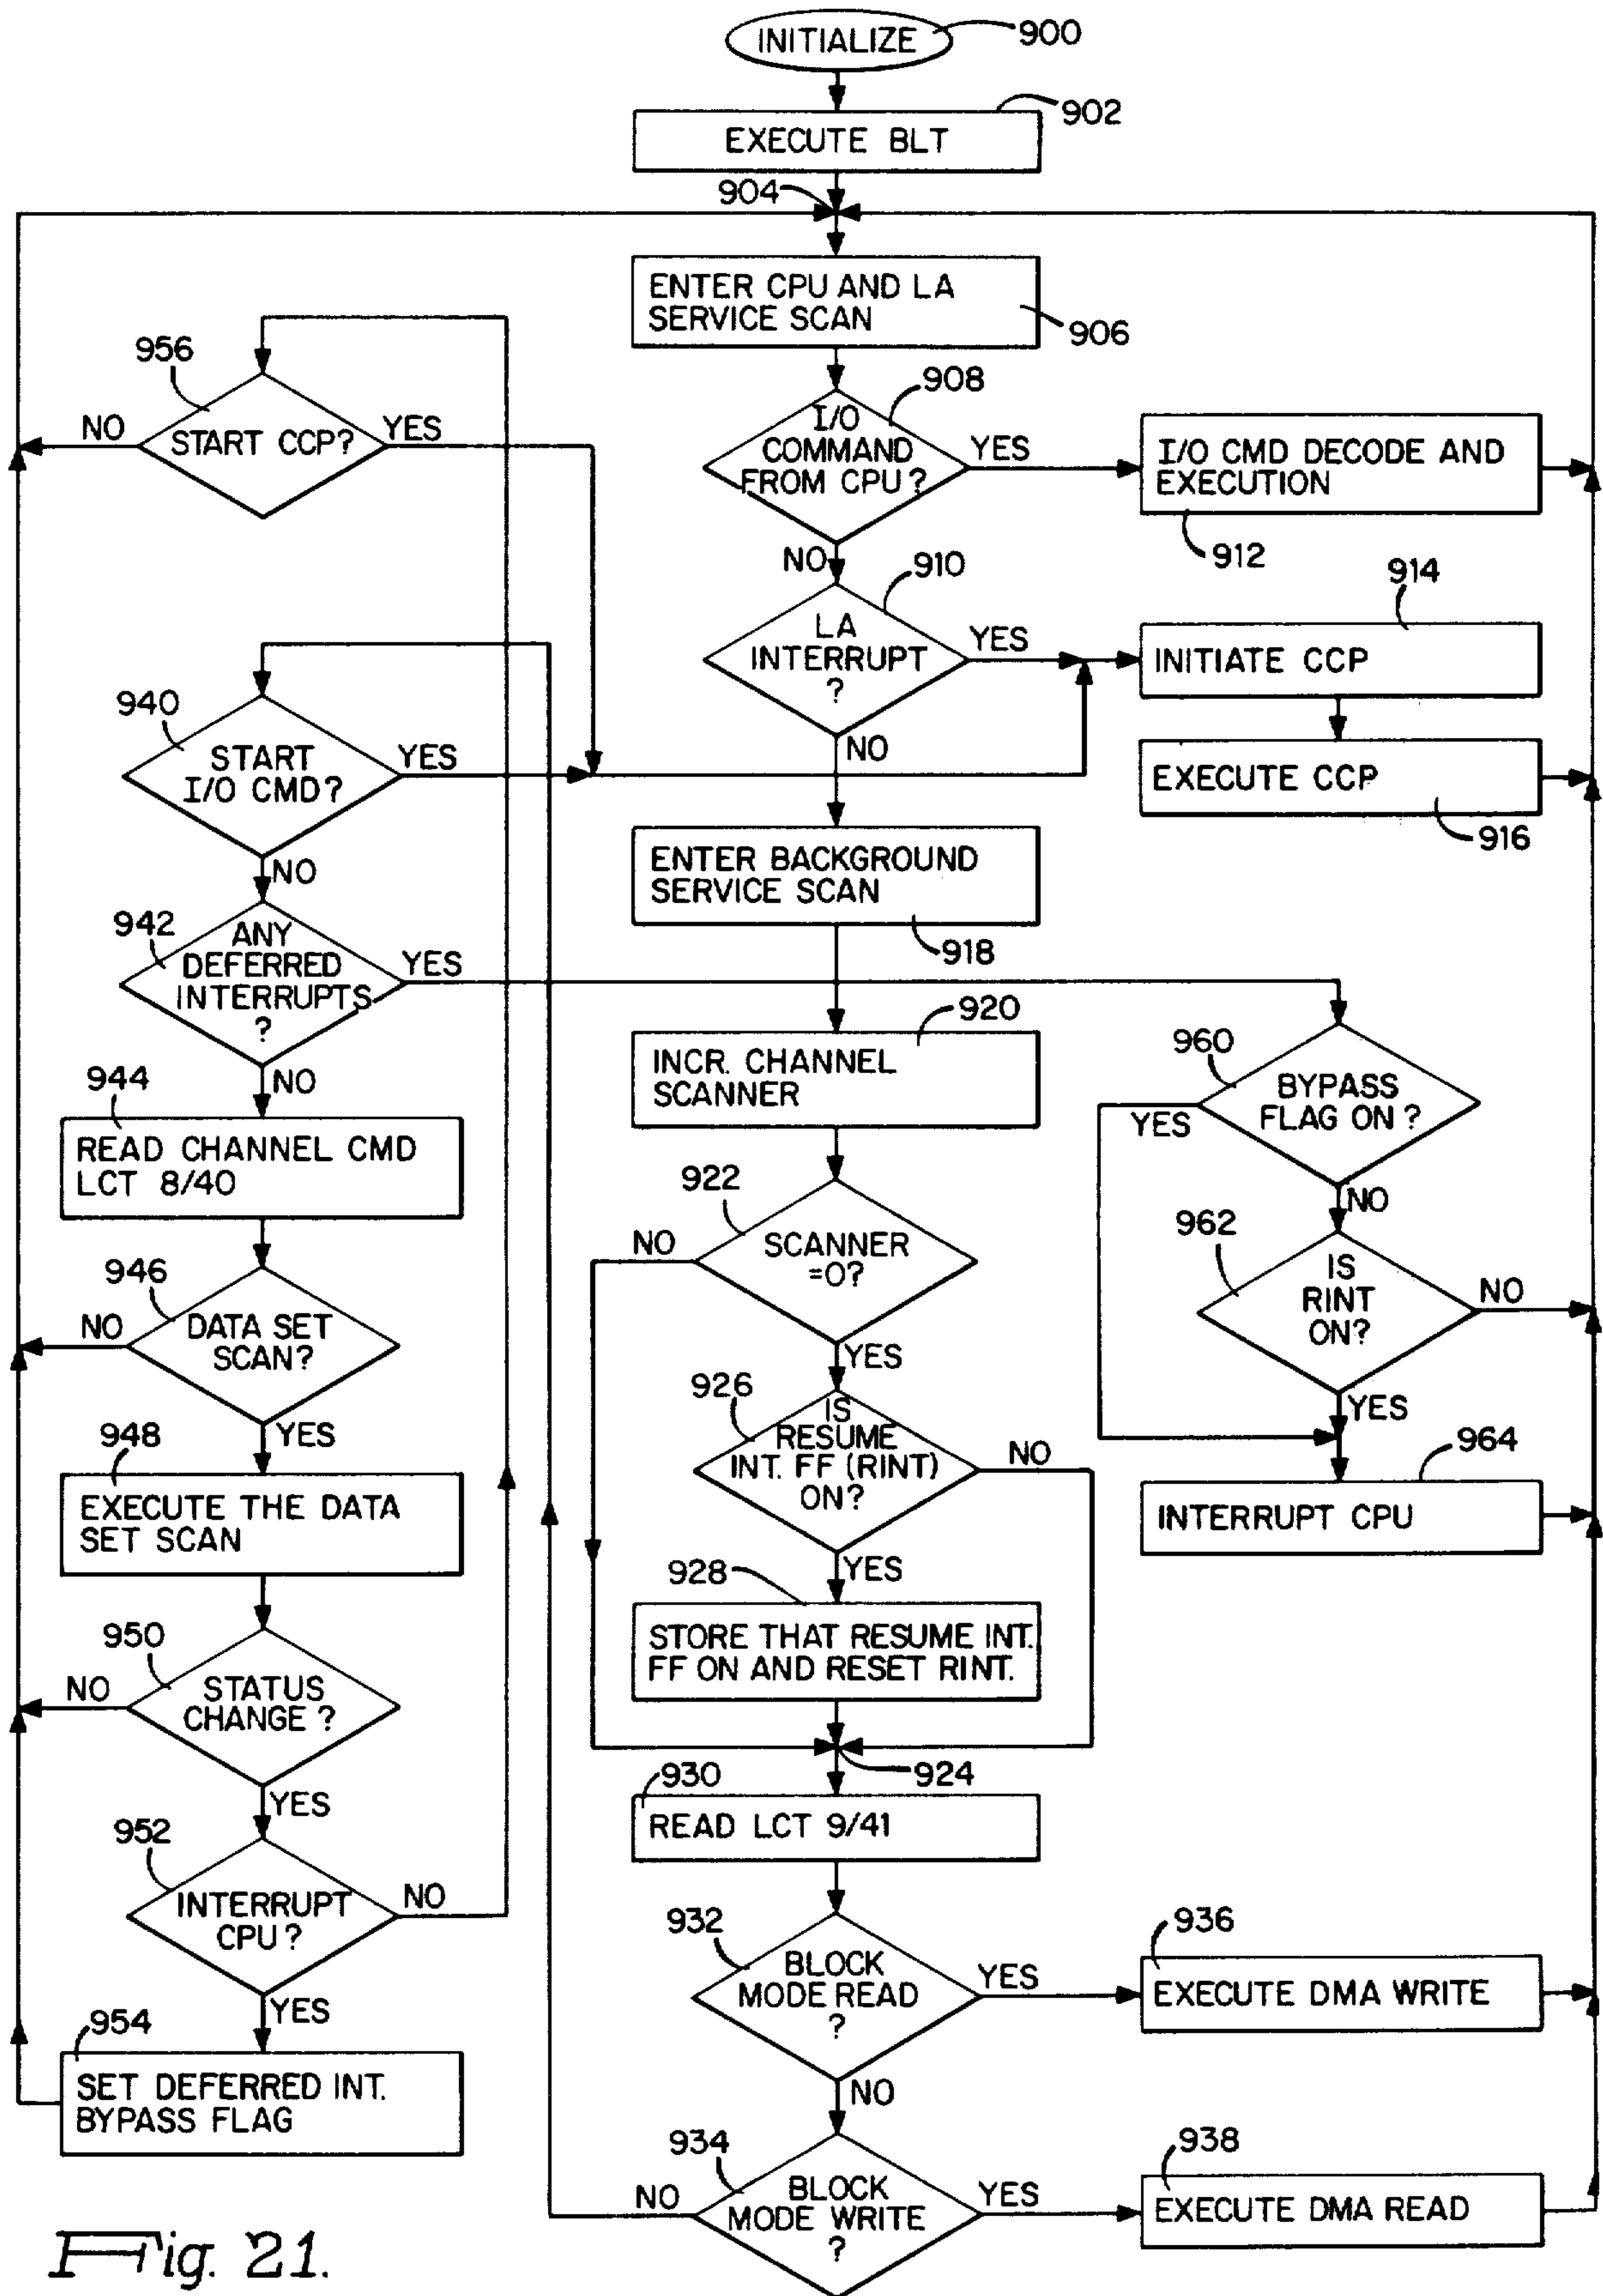 INITIALIZE
900
EXECUTE BLT
902
904
ENTER CPU AND LA
SERVICE SCAN
906
I/O
COMMAND
FROM CPU?
908
YES
NO
I/O CMD DECODE AND
EXECUTION
912
LA
INTERRUPT
?
910
YES
NO
INITIATE CCP
914
EXECUTE CCP
916
ENTER BACKGROUND
SERVICE SCAN
918
INCR. CHANNEL
SCANNER
920
SCANNER
=0?
922
NO
YES
IS
RESUME
INT. FF (RINT)
ON?
926
NO
YES
STORE THAT RESUME INT.
FF ON AND RESET RINT.
928
924
READ LCT 9/41
930
BLOCK
MODE READ
?
932
YES
NO
EXECUTE DMA WRITE
936
BLOCK
MODE WRITE
?
934
NO
YES
EXECUTE DMA READ
938
956
START CCP?
NO
YES
940
START
I/O CMD?
YES
NO
942
ANY
DEFERRED
INTERRUPTS
?
YES
NO
944
READ CHANNEL CMD
LCT 8/40
946
DATA SET
SCAN?
NO
YES
948
EXECUTE THE DATA
SET SCAN
950
STATUS
CHANGE?
NO
YES
952
INTERRUPT
CPU?
NO
YES
954
SET DEFERRED INT.
BYPASS FLAG
960
BYPASS
FLAG ON?
YES
NO
962
IS
RINT
ON?
NO
YES
964
INTERRUPT CPU
Fig. 21.